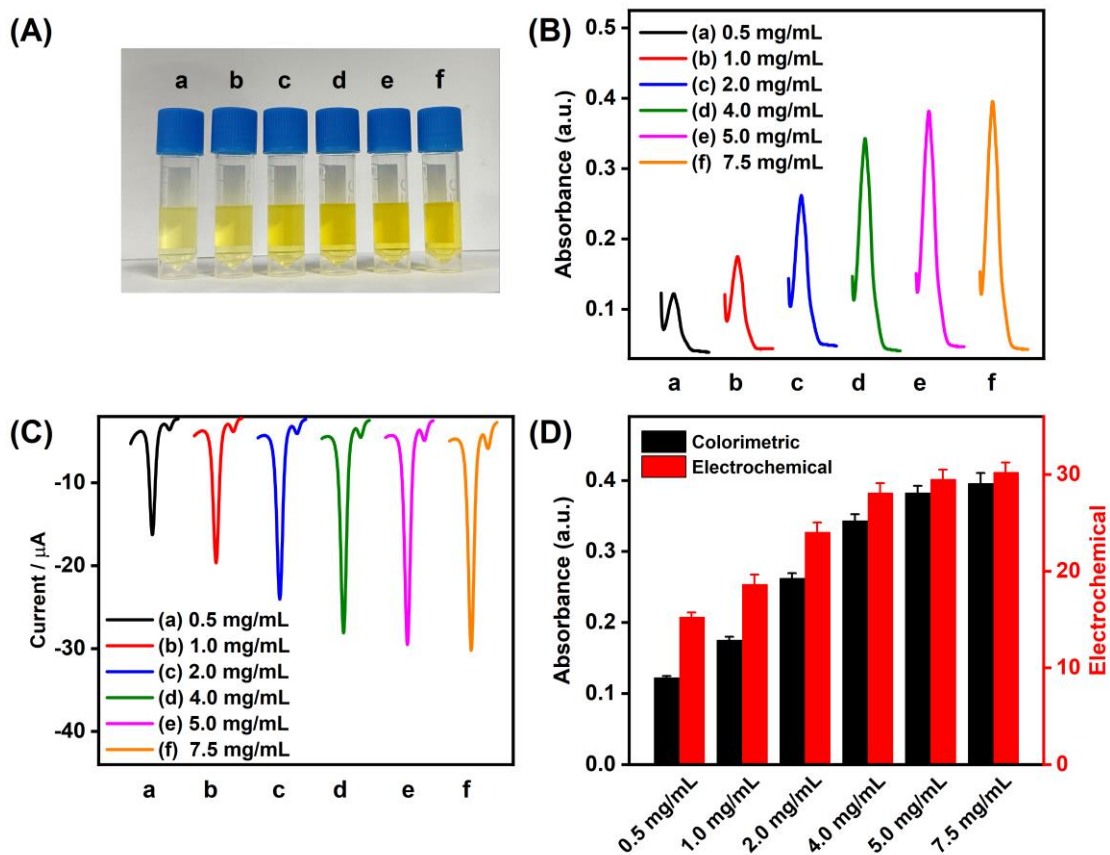 (A)
a b c d e f
(B)
Absorbance (a.u.)
0.5
0.4
0.3
0.2
0.1
(a) 0.5 mg/mL
(b) 1.0 mg/mL
(c) 2.0 mg/mL
(d) 4.0 mg/mL
(e) 5.0 mg/mL
(f) 7.5 mg/mL
a b c d e f
(C)
Current / μA
-10
-20
-30
-40
(a) 0.5 mg/mL
(b) 1.0 mg/mL
(c) 2.0 mg/mL
(d) 4.0 mg/mL
(e) 5.0 mg/mL
(f) 7.5 mg/mL
a b c d e f
(D)
Absorbance (a.u.)
0.4
0.3
0.2
0.1
0.0
Colorimetric
Electrochemical
30
20
10
0
Electrochemical
0.5 mg/mL
1.0 mg/mL
2.0 mg/mL
4.0 mg/mL
5.0 mg/mL
7.5 mg/mL